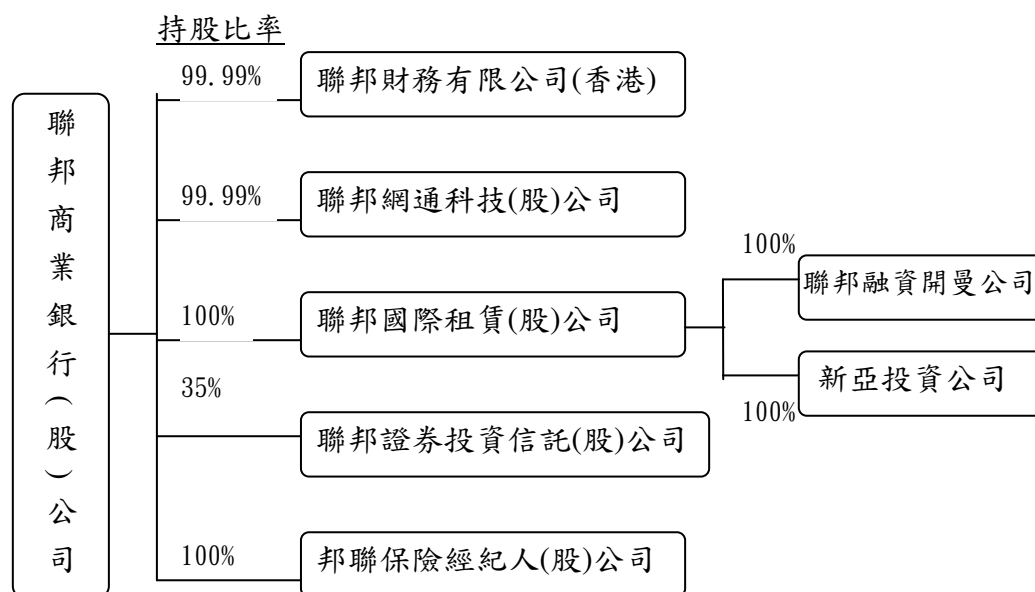 持股比率
聯邦商業銀行(股)公司
99.99%
聯邦財務有限公司(香港)
99.99%
聯邦網通科技(股)公司
100%
聯邦國際租賃(股)公司
100%
聯邦融資開曼公司
100%
新亞投資公司
35%
聯邦證券投資信託(股)公司
100%
邦聯保險經紀人(股)公司